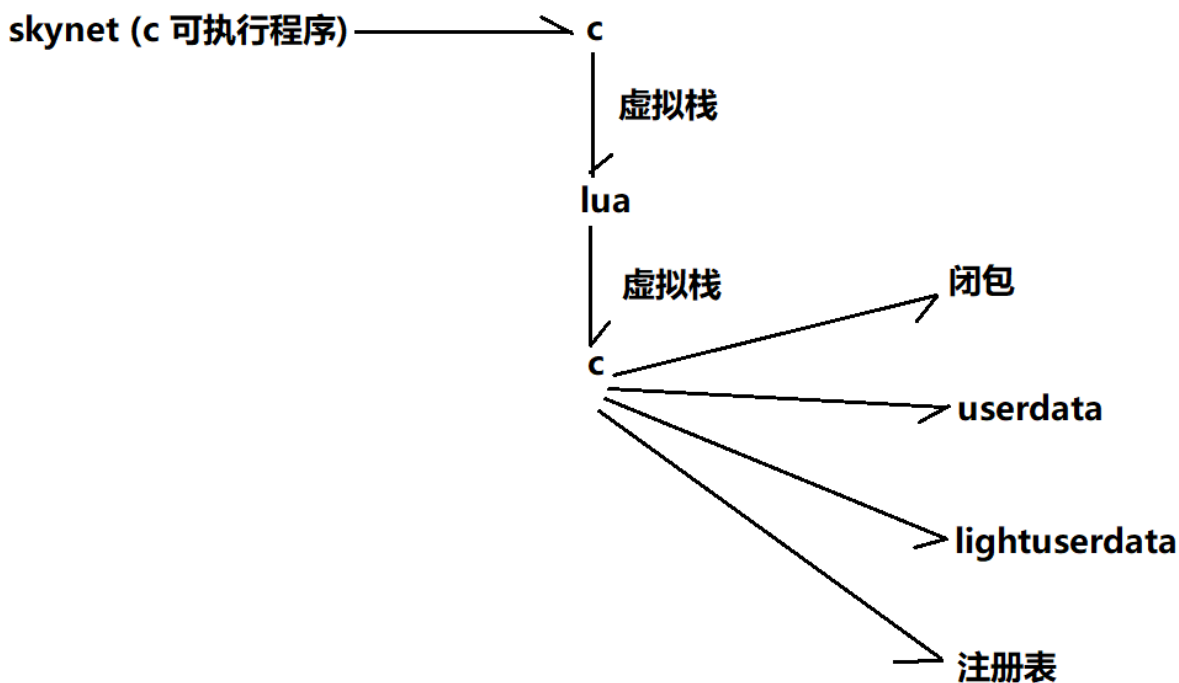 skynet (c 可执行程序)
c
虚拟栈
lua
虚拟栈
闭包
c
userdata
lightuserdata
注册表